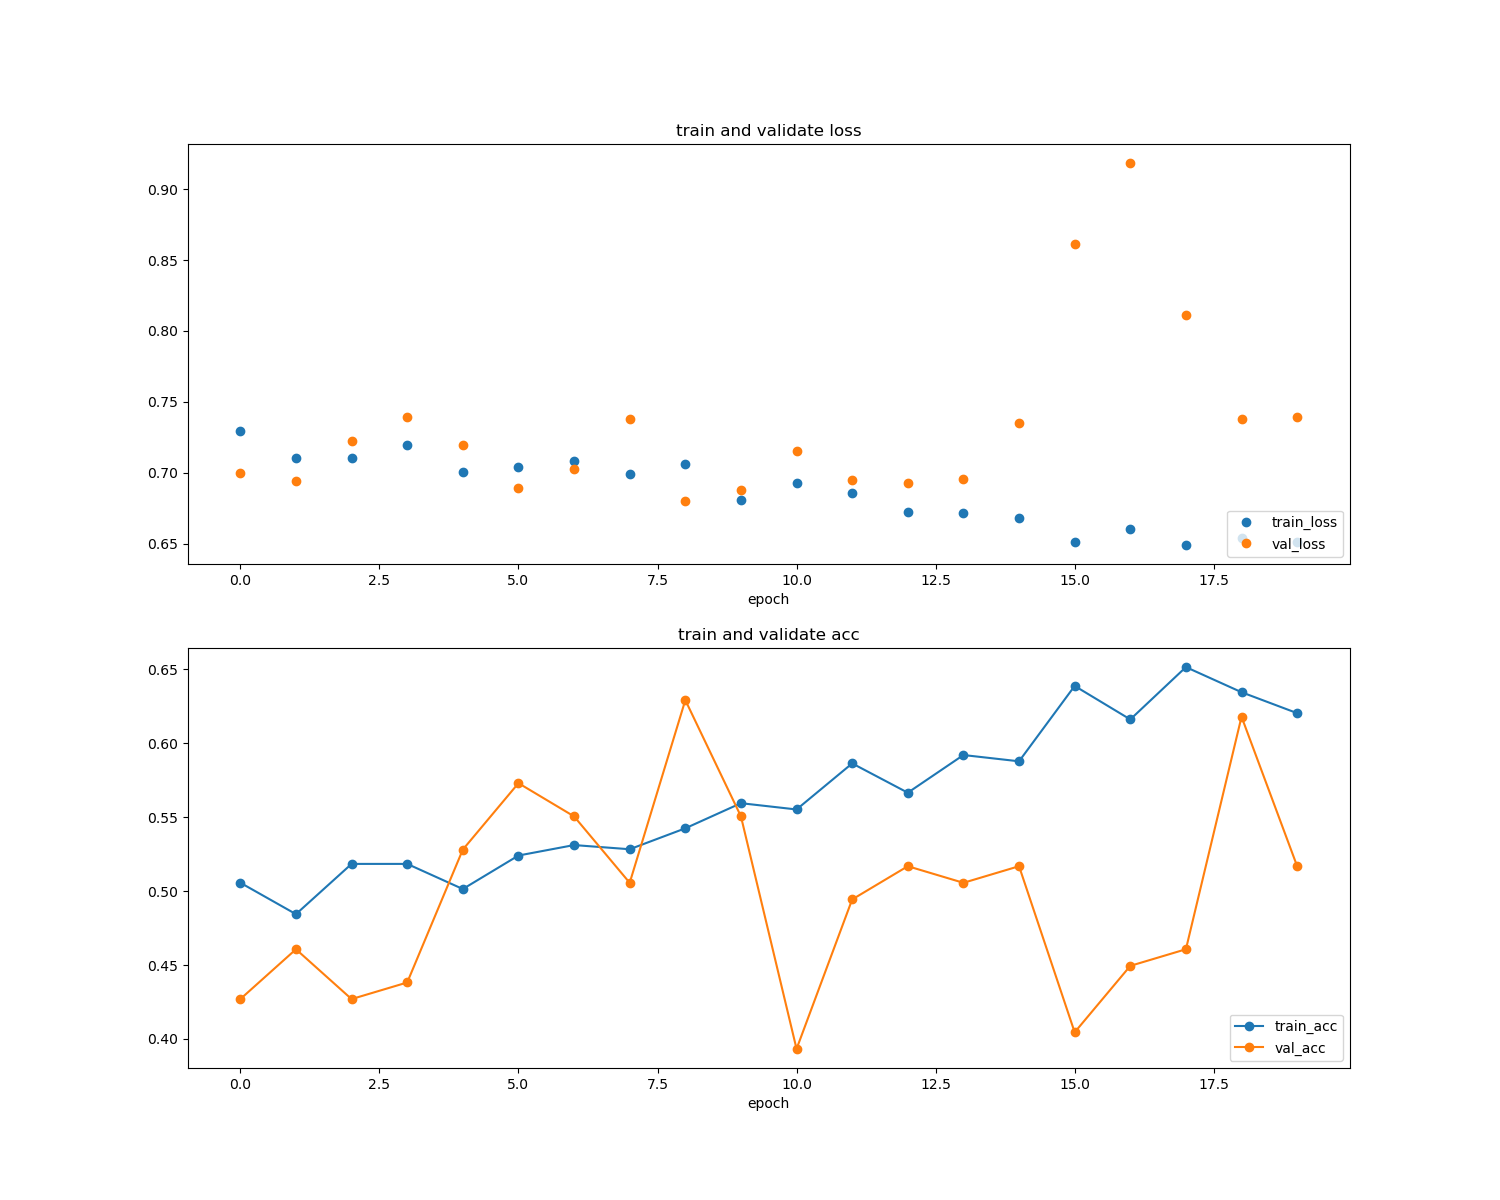 train and validate loss
0.90
0.85
0.80
0.75
0.70
0.65
train_loss
val_loss
0.0 2.5 5.0 7.5 10.0 12.5 15.0 17.5
epoch
train and validate acc
0.65
0.60
0.55
0.50
0.45
0.40
train_acc
val_acc
0.0 2.5 5.0 7.5 10.0 12.5 15.0 17.5
epoch